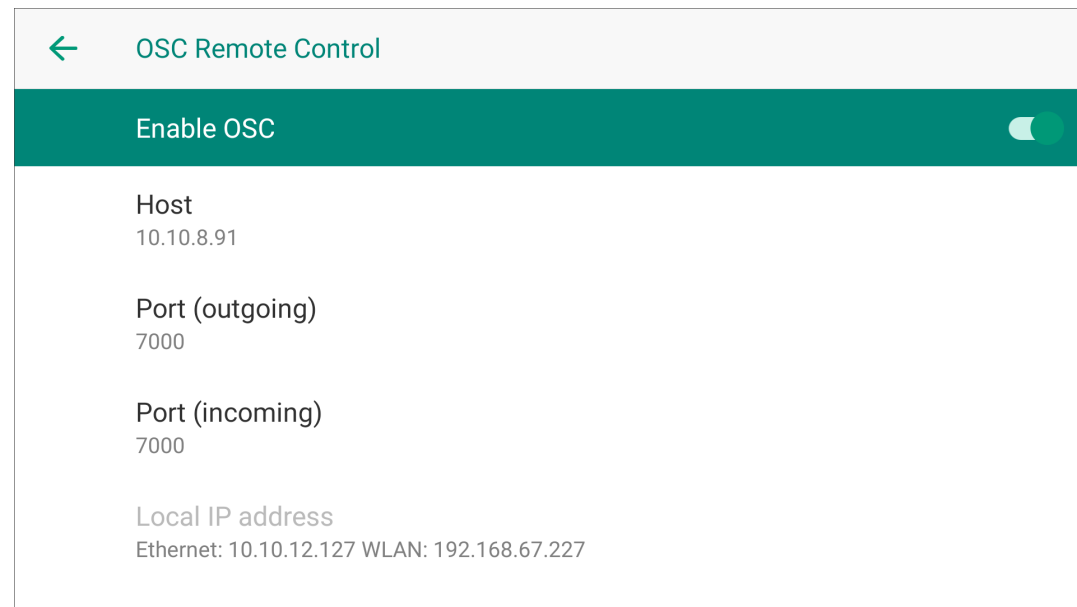 OSC Remote Control
Enable OSC
Host
10.10.8.91
Port (outgoing)
7000
Port (incoming)
7000
Local IP address
Ethernet: 10.10.12.127 WLAN: 192.168.67.227